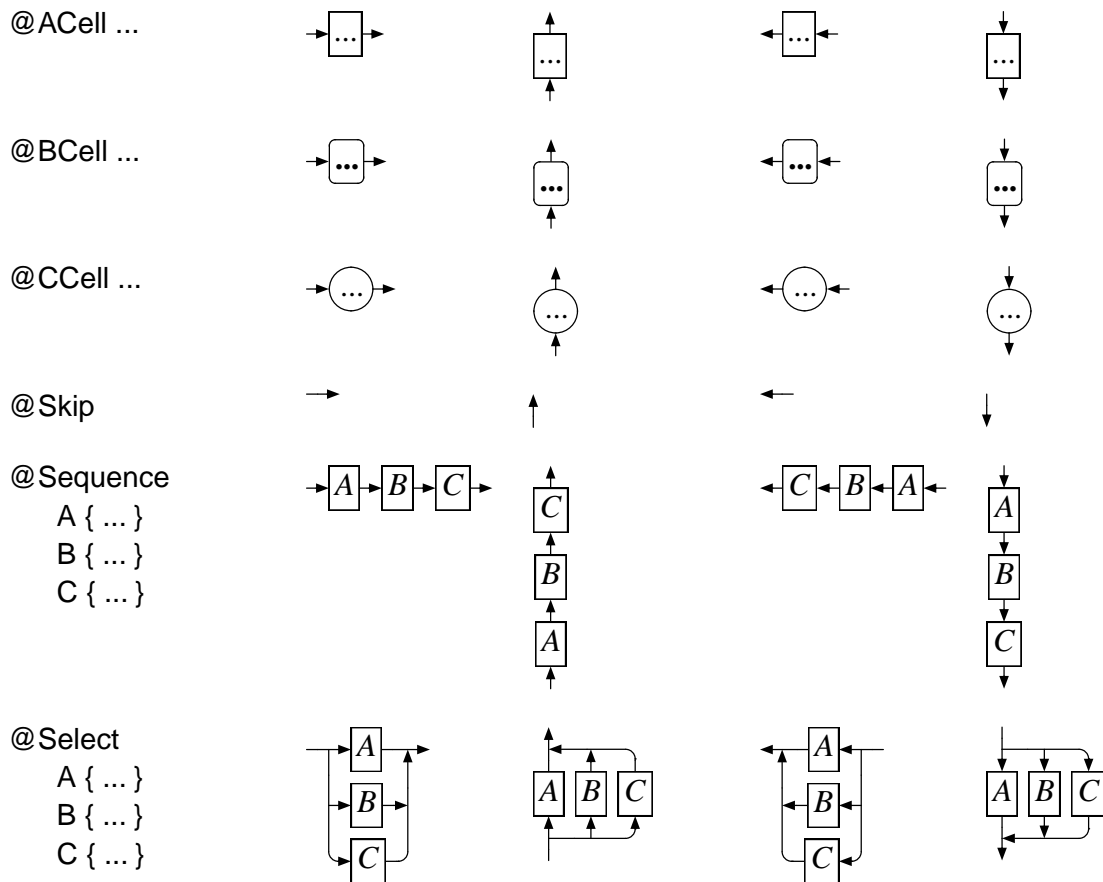 @ACell ... ... ... ... ...
@BCell ... ... ... ... ...
@CCell ... ... ... ... ...
@Skip
@Sequence A B C C C B A A
A { ... } B B
B { ... } A C
C { ... }
@Select A A
A { ... } B A B C B A B C
B { ... } C C
C { ... }